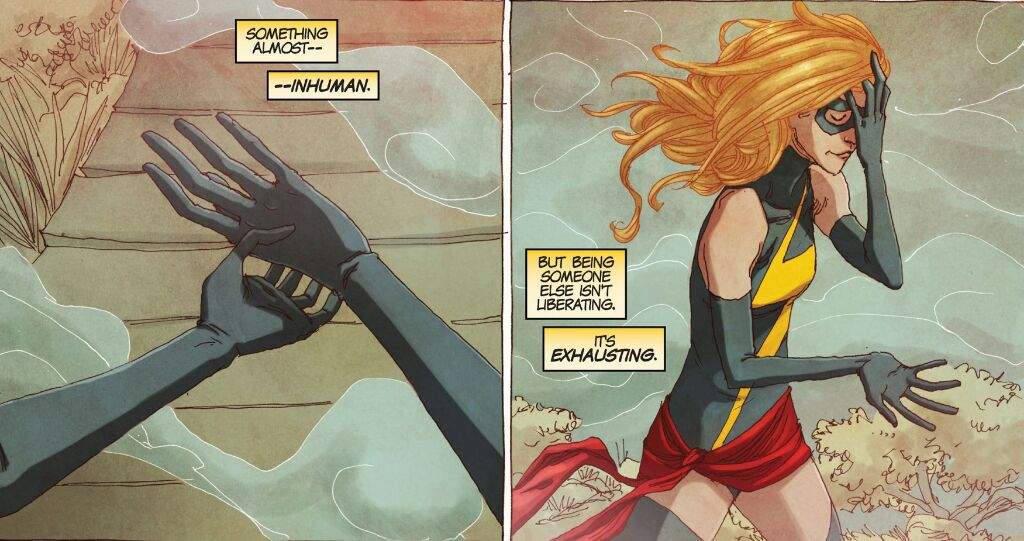 SOMETHING
ALMOST--
--INHUMAN.
BUT BEING
SOMEONE
ELSE ISN'T
LIBERATING.
IT'S
EXHAUSTING.